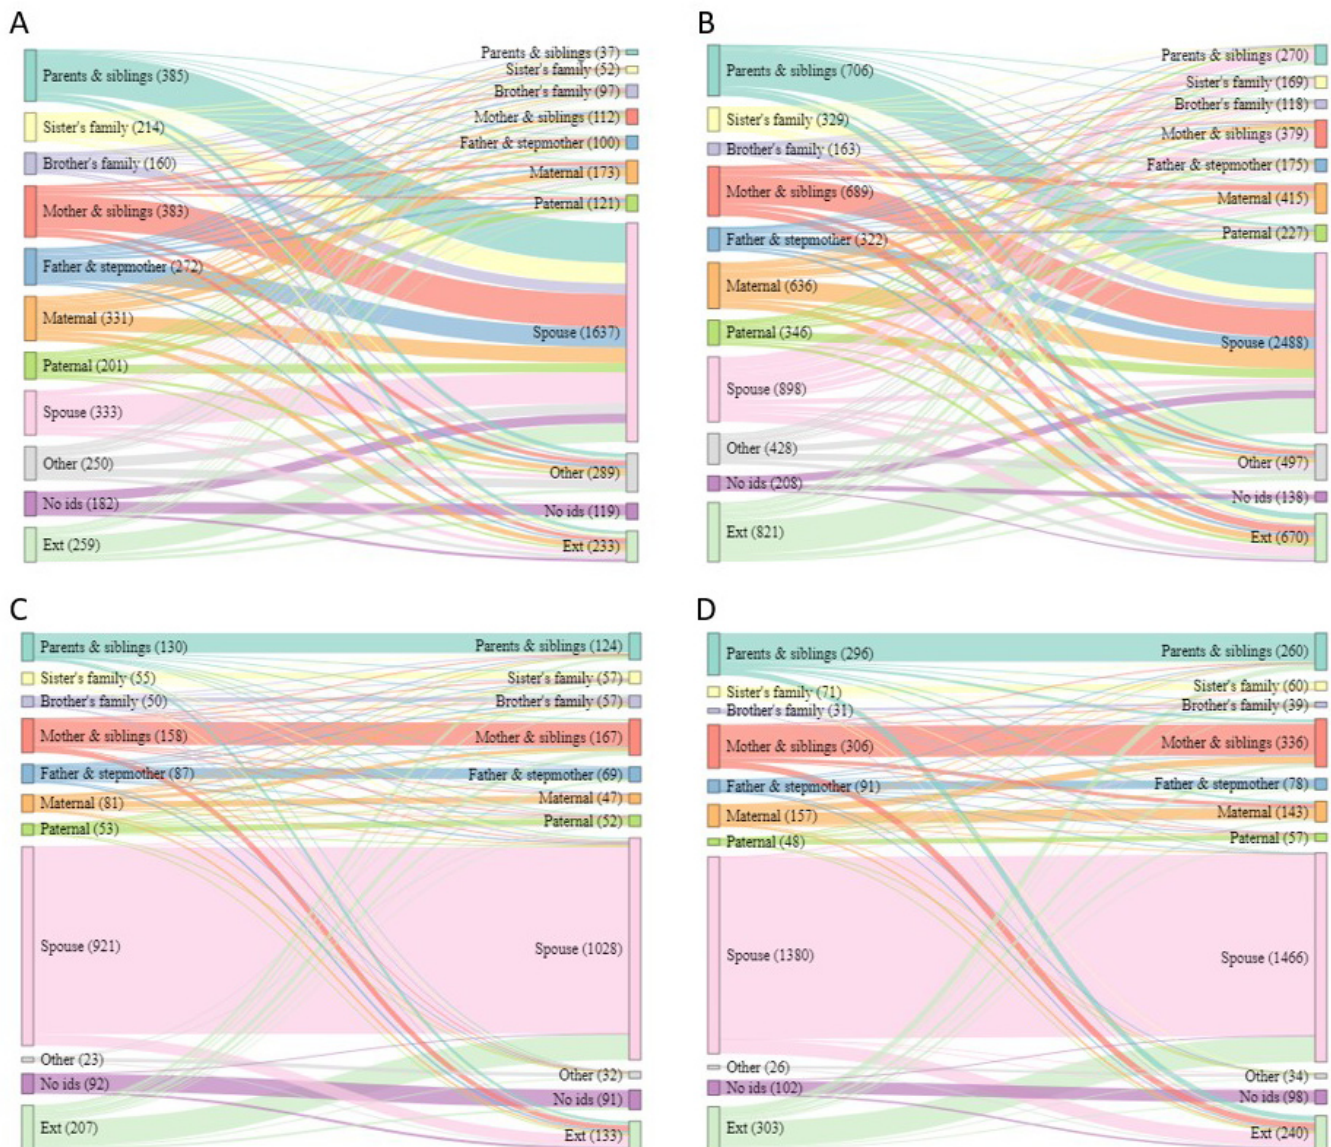 A
Parents & siblings (385)
Sister's family (214)
Brother's family (160)
Mother & siblings (383)
Father & stepmother (272)
Maternal (331)
Paternal (201)
Spouse (333)
Other (250)
No ids (182)
Ext (259)
Parents & siblings (37)
Sister's family (52)
Brother's family (97)
Mother & siblings (112)
Father & stepmother (100)
Maternal (173)
Paternal (121)
Spouse (1637)
Other (289)
No ids (119)
Ext (233)
B
Parents & siblings (706)
Sister's family (329)
Brother's family (163)
Mother & siblings (689)
Father & stepmother (322)
Maternal (636)
Paternal (346)
Spouse (898)
Other (428)
No ids (208)
Ext (821)
Parents & siblings (270)
Sister's family (169)
Brother's family (118)
Mother & siblings (379)
Father & stepmother (175)
Maternal (415)
Paternal (227)
Spouse (2488)
Other (497)
No ids (138)
Ext (670)
C
Parents & siblings (130)
Sister's family (55)
Brother's family (50)
Mother & siblings (158)
Father & stepmother (87)
Maternal (81)
Paternal (53)
Spouse (921)
Other (23)
No ids (92)
Ext (207)
Parents & siblings (124)
Sister's family (57)
Brother's family (57)
Mother & siblings (167)
Father & stepmother (69)
Maternal (47)
Paternal (52)
Spouse (1028)
Other (32)
No ids (91)
Ext (133)
D
Parents & siblings (296)
Sister's family (71)
Brother's family (31)
Mother & siblings (306)
Father & stepmother (91)
Maternal (157)
Paternal (48)
Spouse (1380)
Other (26)
No ids (102)
Ext (303)
Parents & siblings (260)
Sister's family (60)
Brother's family (39)
Mother & siblings (336)
Father & stepmother (78)
Maternal (143)
Paternal (57)
Spouse (1466)
Other (34)
No ids (98)
Ext (240)